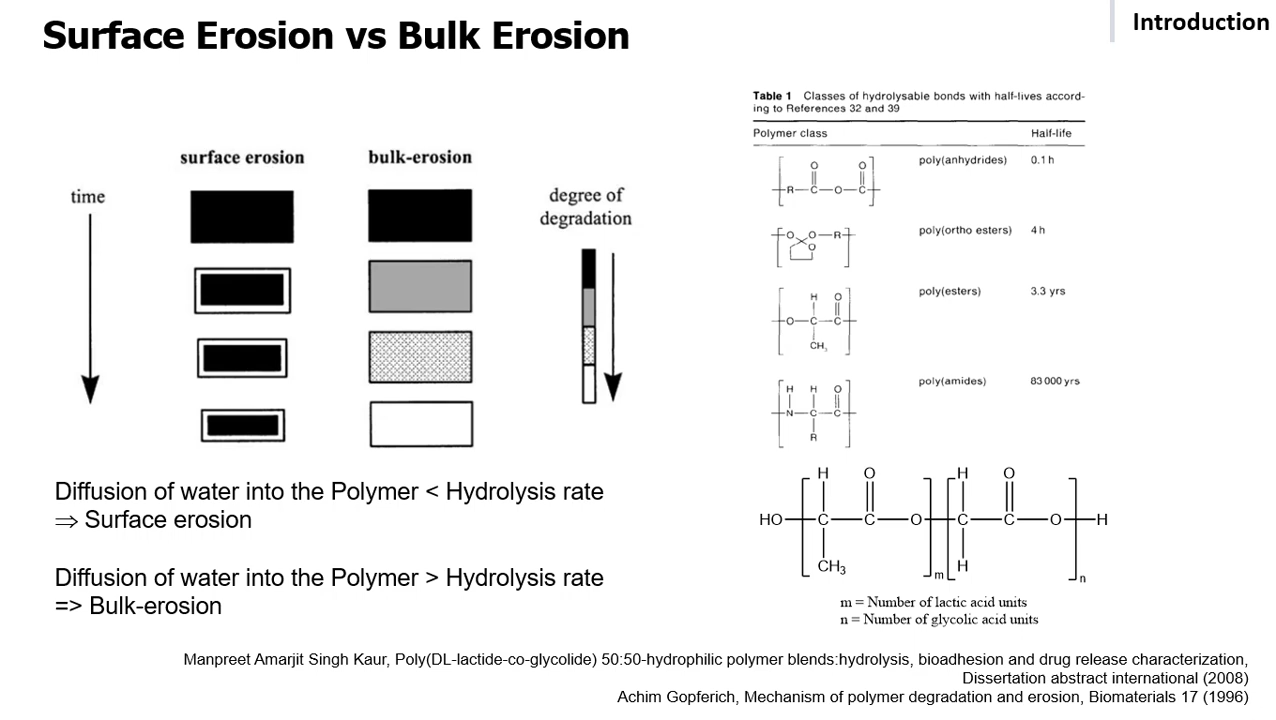 Surface Erosion vs Bulk Erosion
Introduction
surface erosion
bulk-erosion
time
degree of
degradation
Diffusion of water into the Polymer < Hydrolysis rate
⇒ Surface erosion
Diffusion of water into the Polymer > Hydrolysis rate
=> Bulk-erosion
Table 1 Classes of hydrolysable bonds with half-lives accord-
ing to References 32 and 39
Polymer class Half-life
O O
R C O C
poly(anhydrides) 0.1 h
O O R
O
poly(ortho esters) 4 h
H O
O C C
CH3
poly(esters) 3.3 yrs
H H O
N C C
R
poly(amides) 83 000 yrs
H O H O
HO C C O C C O H
CH3 H
m n
m = Number of lactic acid units
n = Number of glycolic acid units
Manpreet Amarjit Singh Kaur, Poly(DL-lactide-co-glycolide) 50:50-hydrophilic polymer blends:hydrolysis, bioadhesion and drug release characterization,
Dissertation abstract international (2008)
Achim Gopferich, Mechanism of polymer degradation and erosion, Biomaterials 17 (1996)